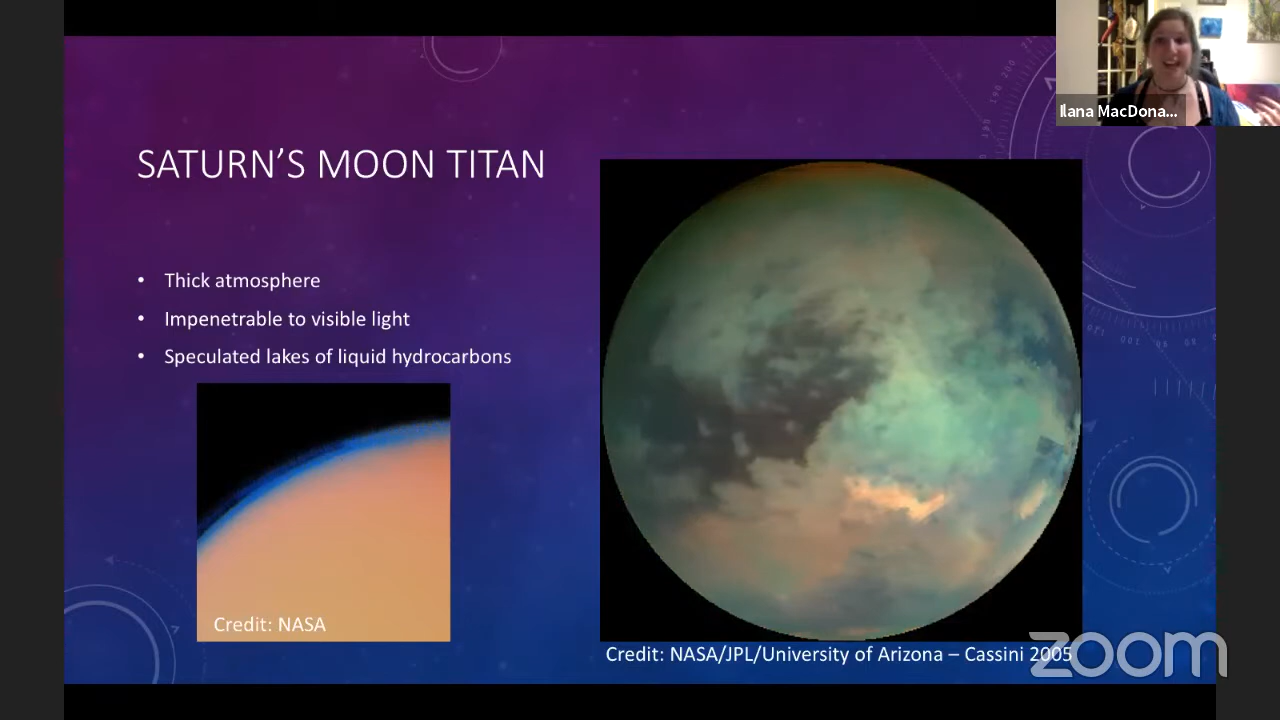 Ilana MacDona...
SATURN'S MOON TITAN
• Thick atmosphere
• Impenetrable to visible light
• Speculated lakes of liquid hydrocarbons
Credit: NASA
Credit: NASA/JPL/University of Arizona – Cassini 2005
zoom